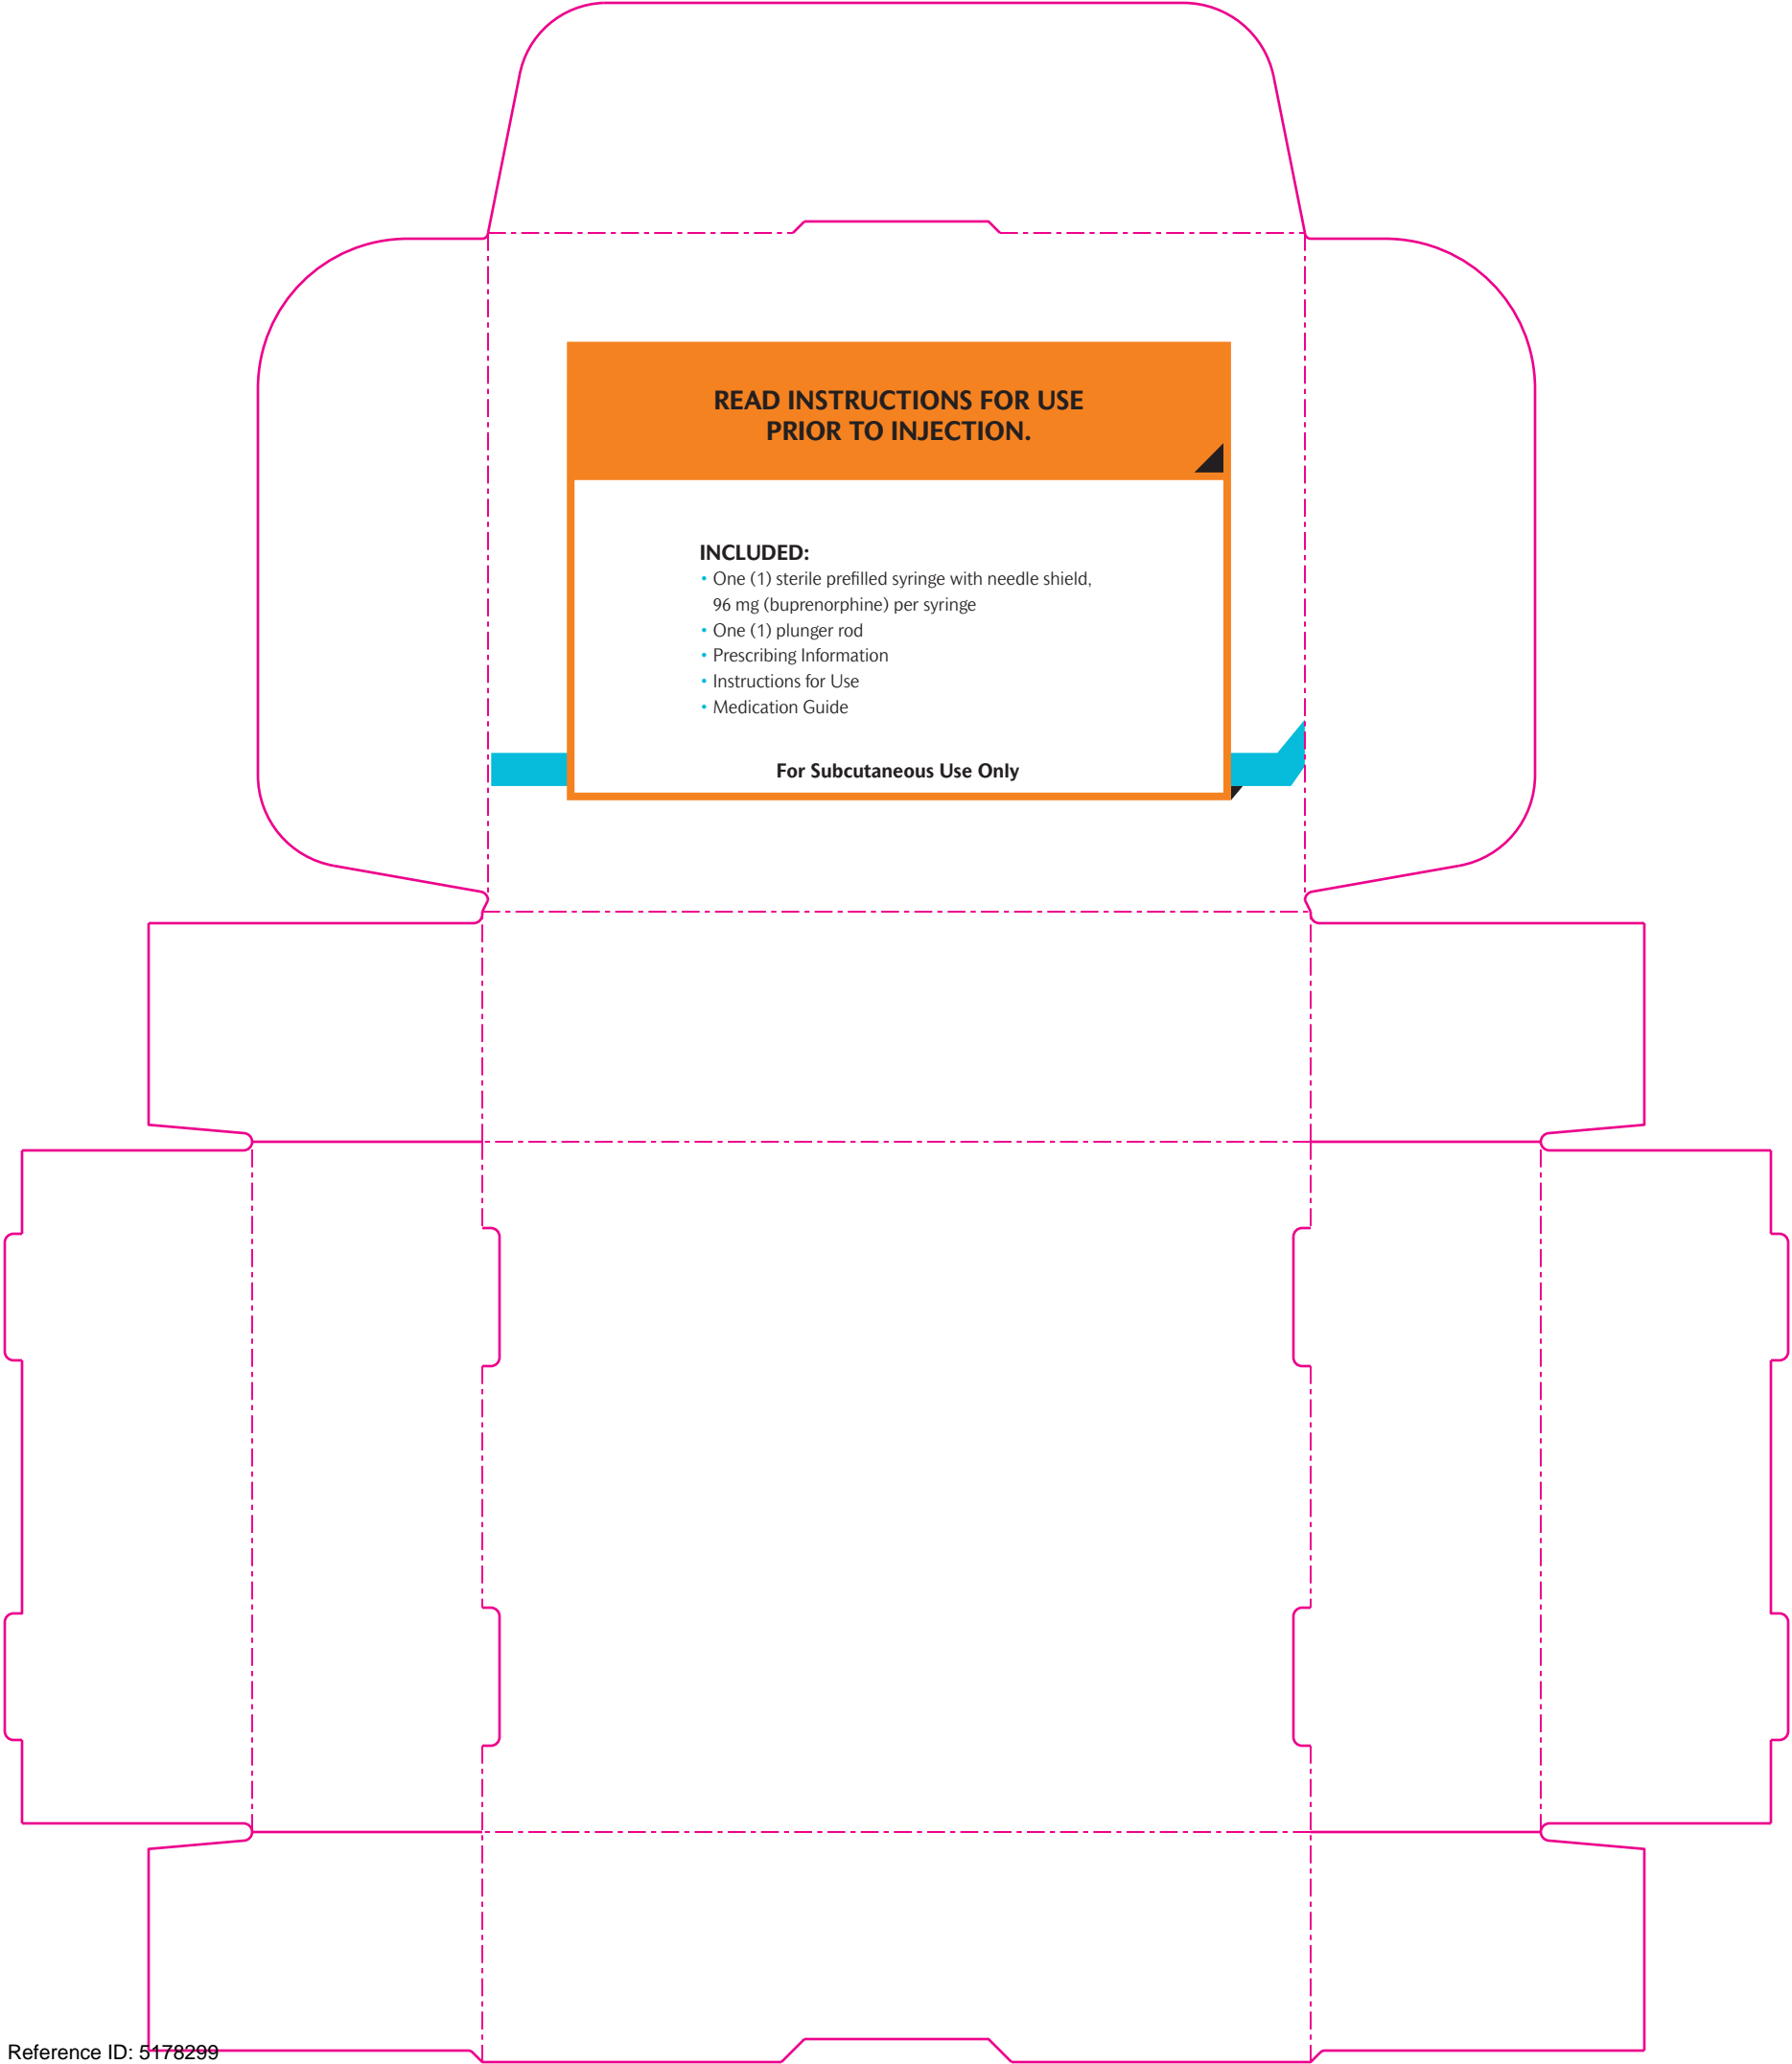 READ INSTRUCTIONS FOR USE
PRIOR TO INJECTION.
INCLUDED:
• One (1) sterile prefilled syringe with needle shield,
96 mg (buprenorphine) per syringe
• One (1) plunger rod
• Prescribing Information
• Instructions for Use
• Medication Guide
For Subcutaneous Use Only
Reference ID: 5178299